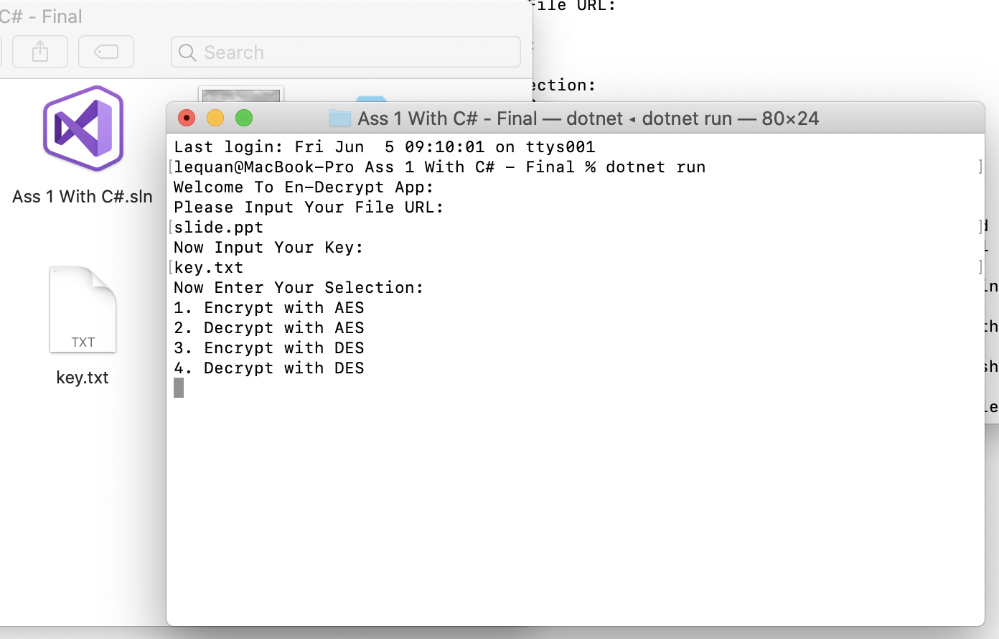 C# - Final
Search
File URL:
:
ection:
Ass 1 With C#.sln
TXT
key.txt
Ass 1 With C# - Final — dotnet ◂ dotnet run — 80×24
Last login: Fri Jun  5 09:10:01 on ttys001
[lequan@MacBook-Pro Ass 1 With C# - Final % dotnet run ]
Welcome To En-Decrypt App:
Please Input Your File URL:
[slide.ppt ]
Now Input Your Key:
[key.txt ]
Now Enter Your Selection:
1. Encrypt with AES
2. Decrypt with AES
3. Encrypt with DES
4. Decrypt with DES